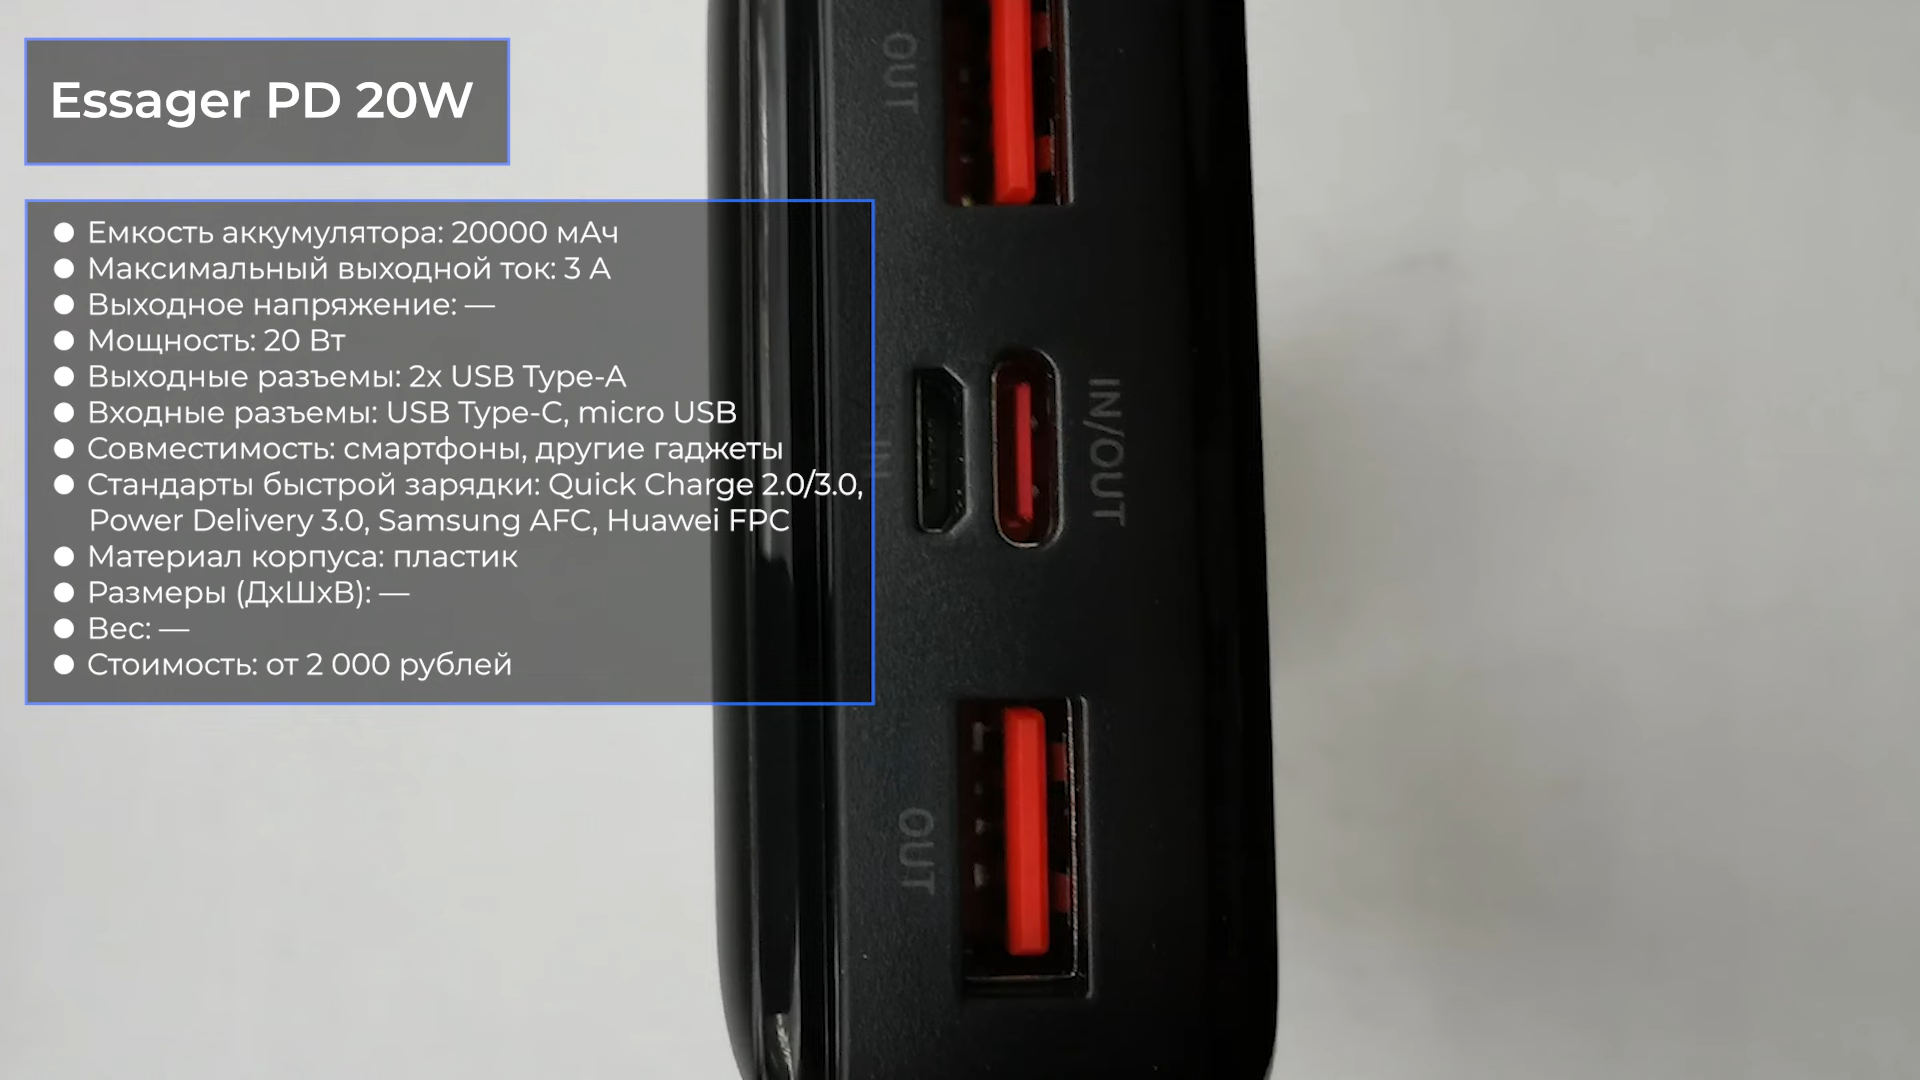 Essager PD 20W
● Емкость аккумулятора: 20000 мАч
● Максимальный выходной ток: 3 А
● Выходное напряжение: —
● Мощность: 20 Вт
● Выходные разъемы: 2x USB Type-A
● Входные разъемы: USB Type-C, micro USB
● Совместимость: смартфоны, другие гаджеты
● Стандарты быстрой зарядки: Quick Charge 2.0/3.0,
Power Delivery 3.0, Samsung AFC, Huawei FPC
● Материал корпуса: пластик
● Размеры (ДхШхВ): —
● Вес: —
● Стоимость: от 2 000 рублей
OUT
IN
IN/OUT
OUT